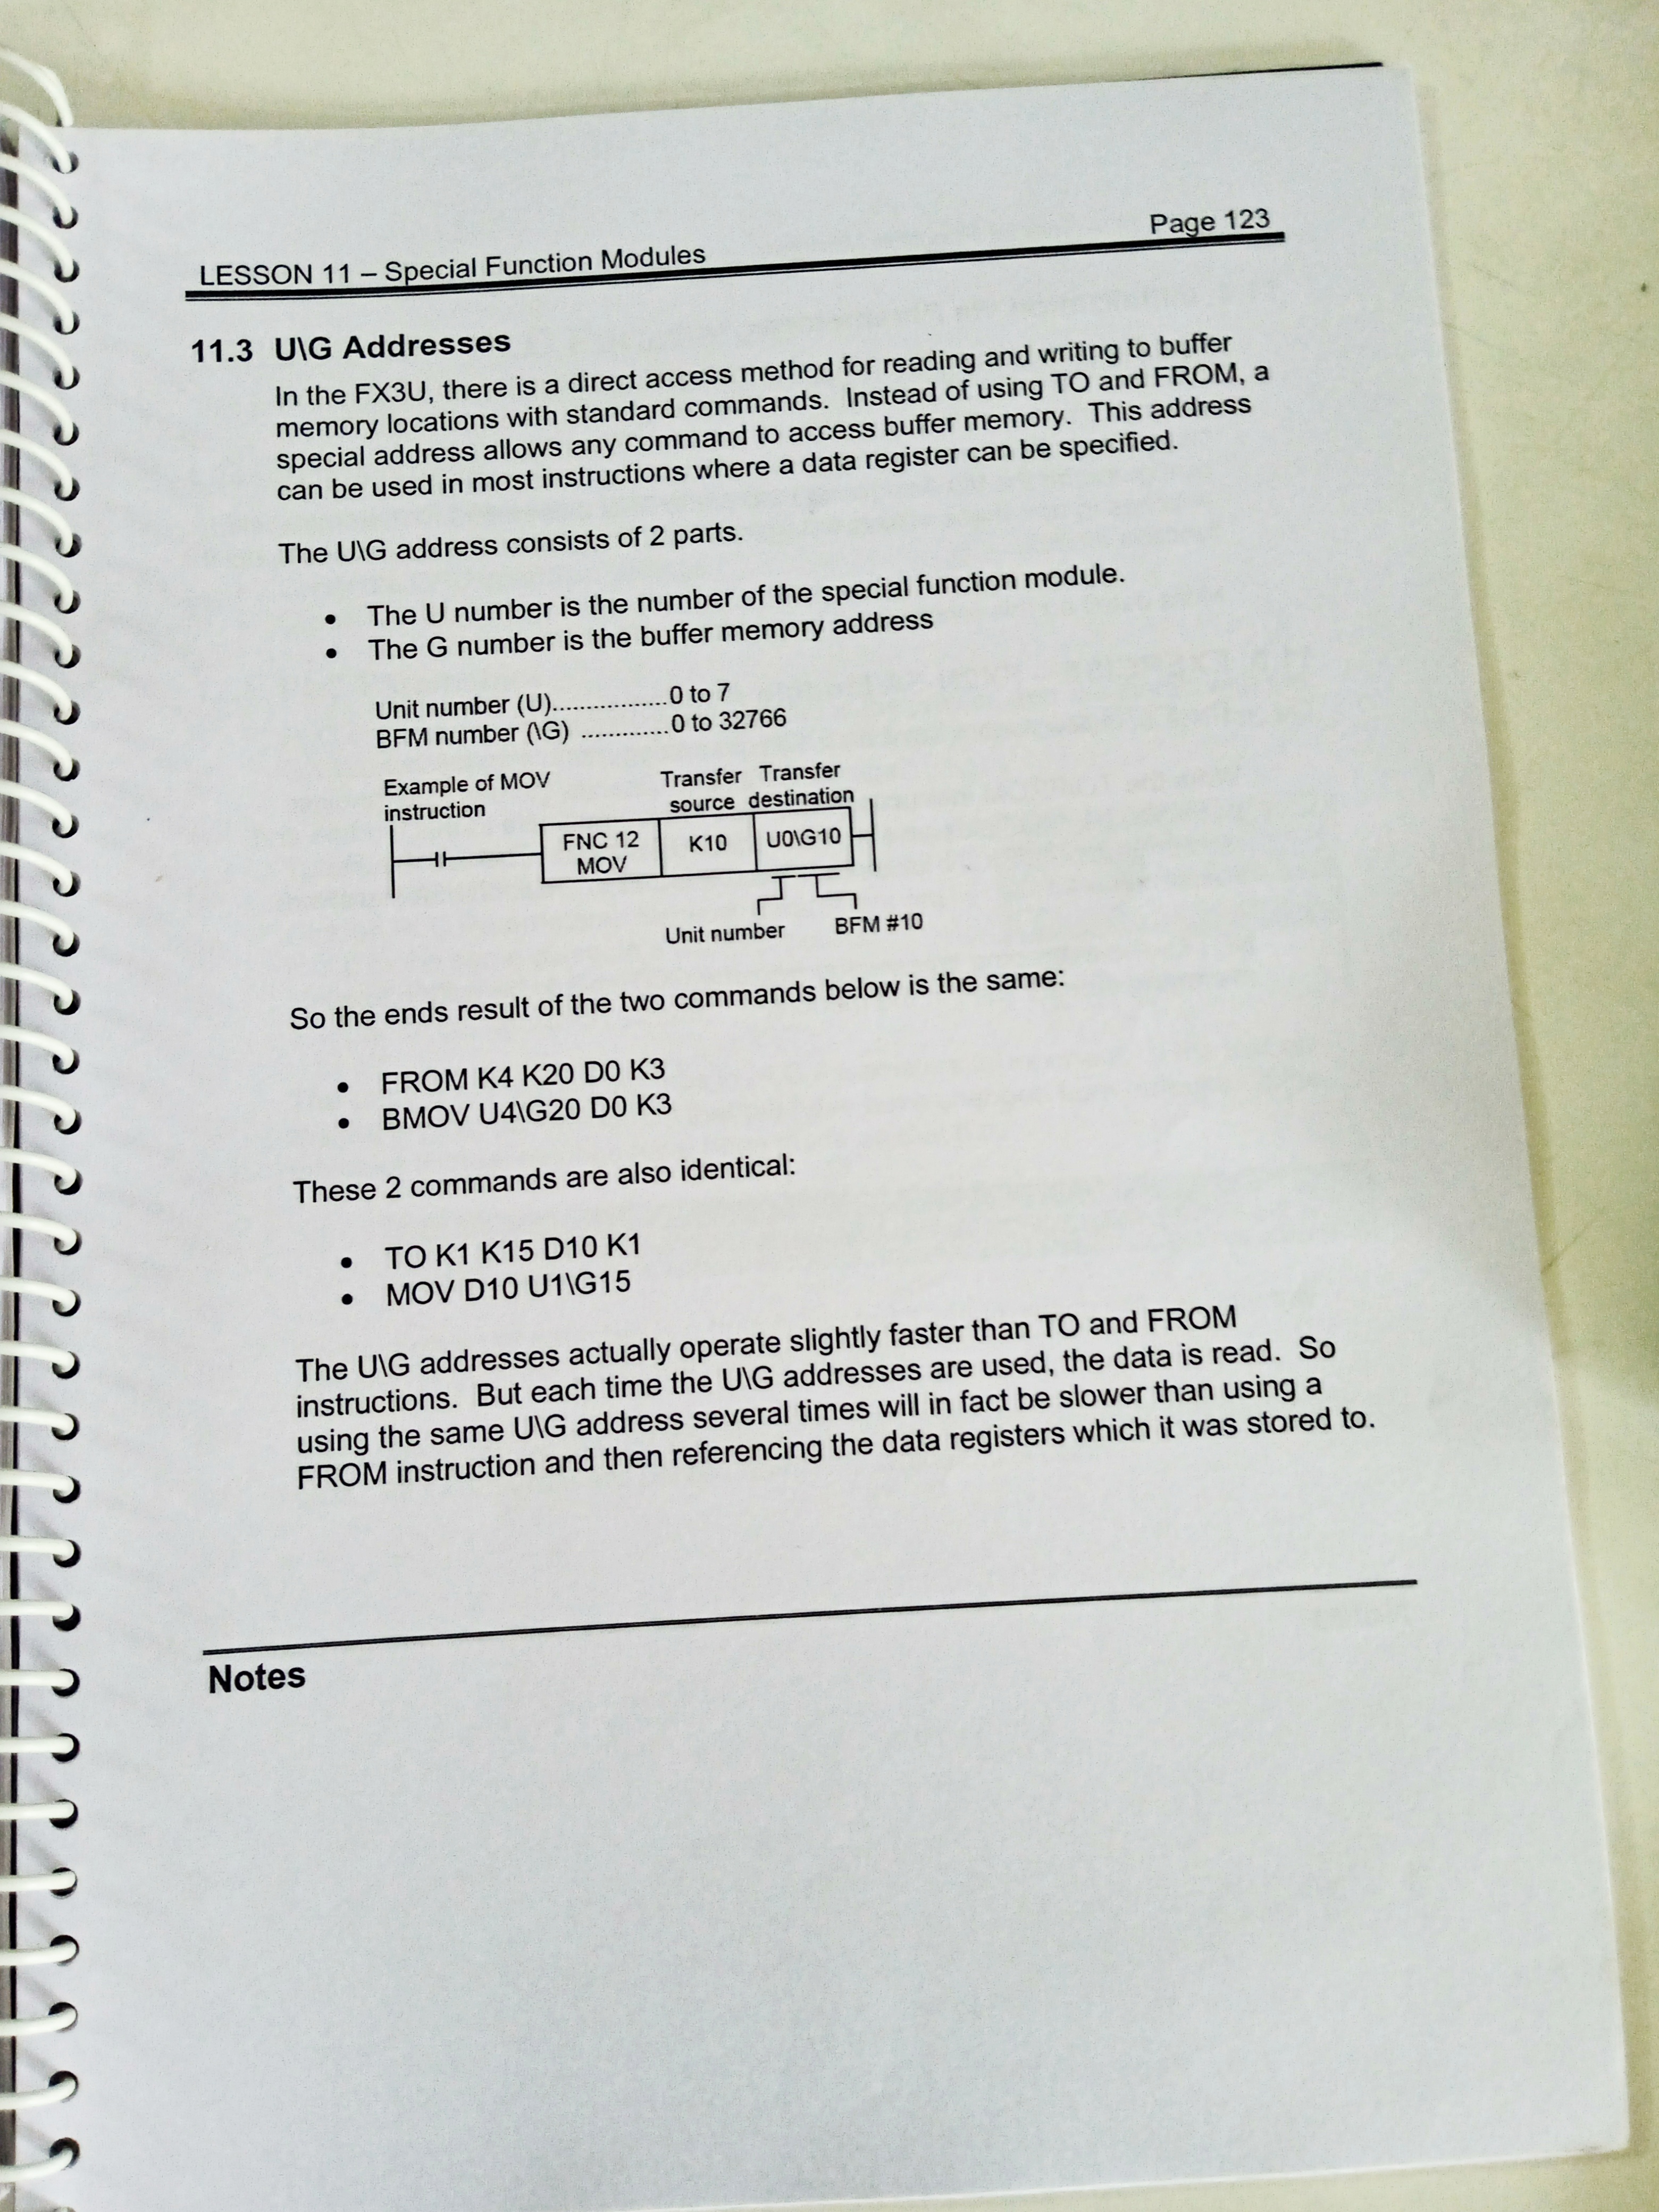 Page 123
LESSON 11 – Special Function Modules
11.3 U\G Addresses
In the FX3U, there is a direct access method for reading and writing to buffer
memory locations with standard commands. Instead of using TO and FROM, a
special address allows any command to access buffer memory. This address
can be used in most instructions where a data register can be specified.
The U\G address consists of 2 parts.
• The U number is the number of the special function module.
• The G number is the buffer memory address
Unit number (U).................0 to 7
BFM number (\G) .............0 to 32766
Example of MOV
instruction
Transfer Transfer
source destination
FNC 12
MOV
K10
U0\G10
Unit number
BFM #10
So the ends result of the two commands below is the same:
• FROM K4 K20 D0 K3
• BMOV U4\G20 D0 K3
These 2 commands are also identical:
• TO K1 K15 D10 K1
• MOV D10 U1\G15
The U\G addresses actually operate slightly faster than TO and FROM
instructions. But each time the U\G addresses are used, the data is read. So
using the same U\G address several times will in fact be slower than using a
FROM instruction and then referencing the data registers which it was stored to.
Notes